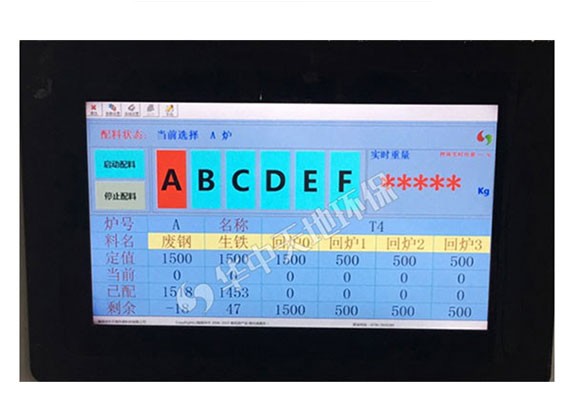 配料状态: 当前选择 A 炉
启动配料
停止配料
A B C D E F
实时重量
***** Kg
炉号 A 名称 T4
料名 废钢 生铁 回炉0 回炉1 回炉2 回炉3
定值 1500 1500 1500 500 500 500
当前 0 0 0 0 0 0
已配 1518 1453 0 0 0 0
剩余 -18 47 1500 500 500 500
华中天地环保